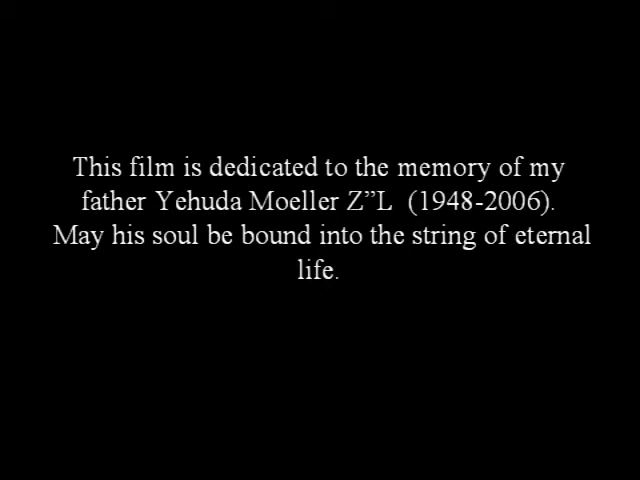 This film is dedicated to the memory of my
father Yehuda Moeller Z”L (1948-2006).
May his soul be bound into the string of eternal
life.